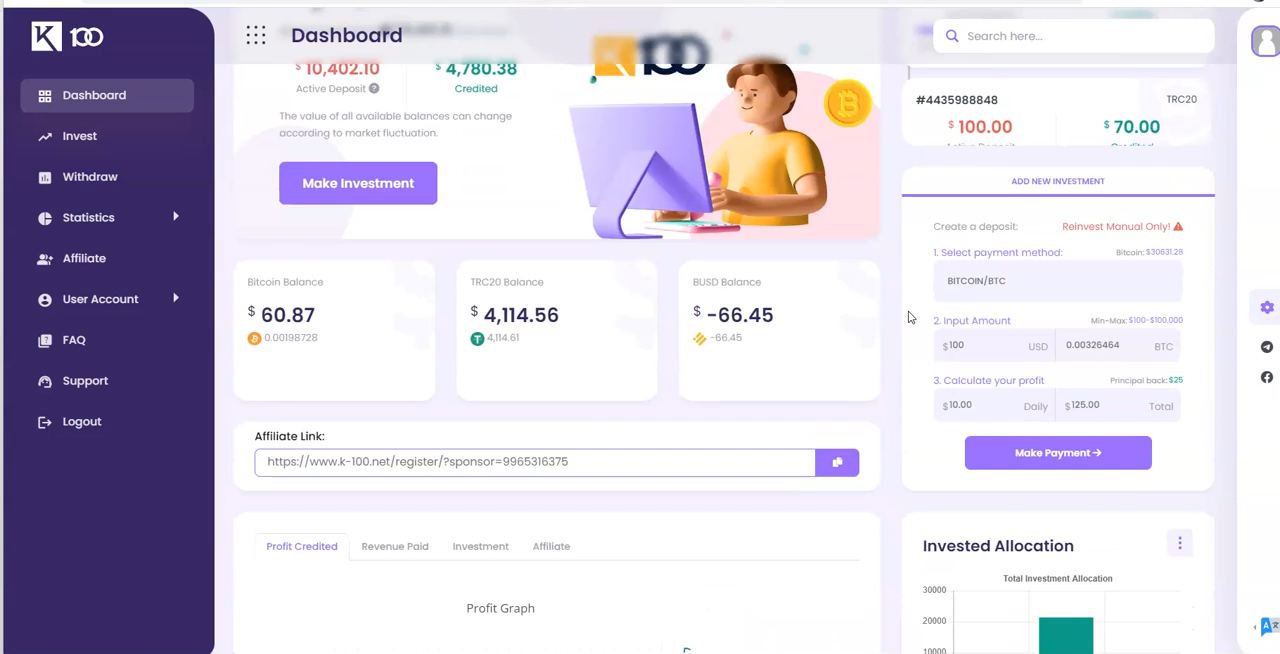 K 100
Dashboard
Invest
Withdraw
Statistics
Affiliate
User Account
FAQ
Support
Logout
Dashboard
Search here...
$ 10,402.10
Active Deposit ?
$ 4,780.38
Credited
The value of all available balances can change
according to market fluctuation.
Make Investment
K100
Bitcoin Balance
$ 60.87
0.00198728
TRC20 Balance
$ 4,114.56
4,114.61
BUSD Balance
$ -66.45
-66.45
Affiliate Link:
https://www.k-100.net/register/?sponsor=9965316375
Profit Credited
Revenue Paid
Investment
Affiliate
Profit Graph
#4435988848
TRC20
$ 100.00
$ 70.00
Active Deposit
Credited
ADD NEW INVESTMENT
Create a deposit:
Reinvest Manual Only!
1. Select payment method:
Bitcoin: $30631.28
BITCOIN/BTC
2. Input Amount
Min-Max: $100-$100,000
$100 USD
0.00326464 BTC
3. Calculate your profit
Principal back: $25
$10.00 Daily
$125.00 Total
Make Payment→
Invested Allocation
Total Investment Allocation
30000
20000
10000